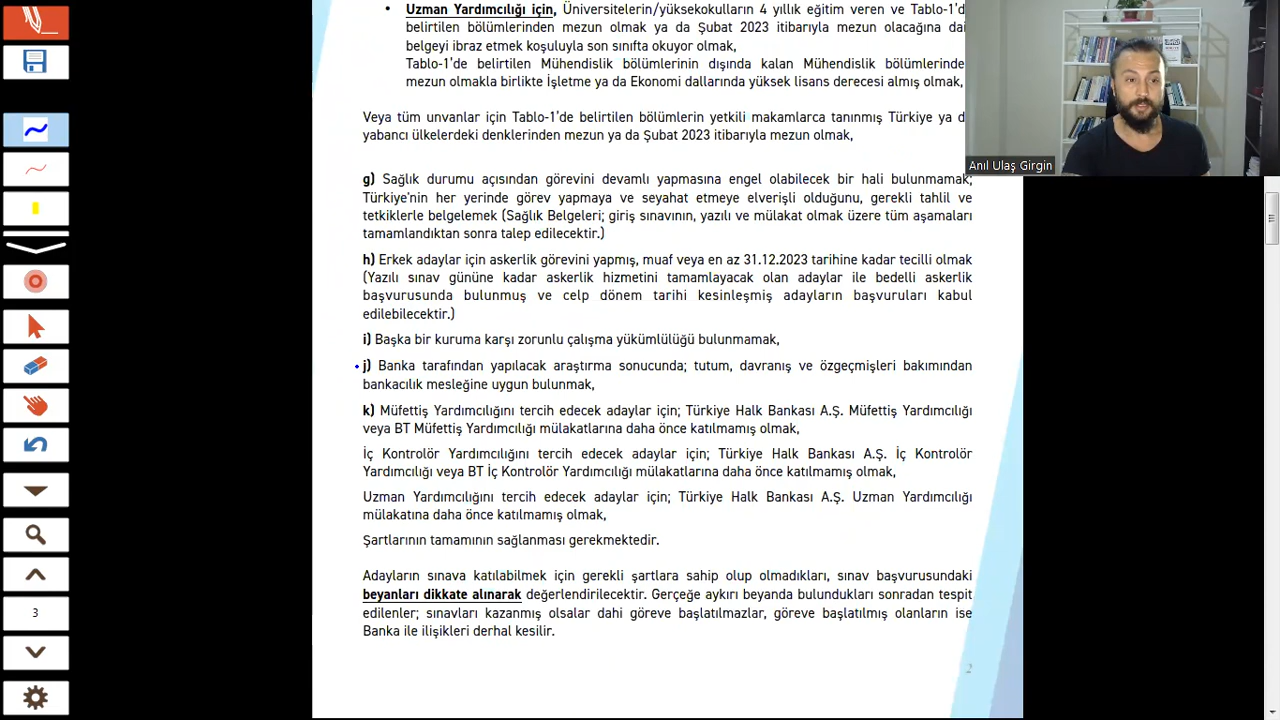 • Uzman Yardımcılığı için, Üniversitelerin/yüksekokulların 4 yıllık eğitim veren ve Tablo-1'd
belirtilen bölümlerinden mezun olmak ya da Şubat 2023 itibarıyla mezun olacağına dai
belgeyi ibraz etmek koşuluyla son sınıfta okuyor olmak,
Tablo-1'de belirtilen Mühendislik bölümlerinin dışında kalan Mühendislik bölümlerinde
mezun olmakla birlikte İşletme ya da Ekonomi dallarında yüksek lisans derecesi almış olmak,
Veya tüm unvanlar için Tablo-1'de belirtilen bölümlerin yetkili makamlarca tanınmış Türkiye ya d
yabancı ülkelerdeki denklerinden mezun ya da Şubat 2023 itibarıyla mezun olmak,
Anıl Ulaş Girgin
g) Sağlık durumu açısından görevini devamlı yapmasına engel olabilecek bir hali bulunmamak;
Türkiye'nin her yerinde görev yapmaya ve seyahat etmeye elverişli olduğunu, gerekli tahlil ve
tetkiklerle belgelemek (Sağlık Belgeleri; giriş sınavının, yazılı ve mülakat olmak üzere tüm aşamaları
tamamlandıktan sonra talep edilecektir.)
h) Erkek adaylar için askerlik görevini yapmış, muaf veya en az 31.12.2023 tarihine kadar tecilli olmak
(Yazılı sınav gününe kadar askerlik hizmetini tamamlayacak olan adaylar ile bedelli askerlik
başvurusunda bulunmuş ve celp dönem tarihi kesinleşmiş adayların başvuruları kabul
edilebilecektir.)
i) Başka bir kuruma karşı zorunlu çalışma yükümlülüğü bulunmamak,
j) Banka tarafından yapılacak araştırma sonucunda; tutum, davranış ve özgeçmişleri bakımından
bankacılık mesleğine uygun bulunmak,
k) Müfettiş Yardımcılığını tercih edecek adaylar için; Türkiye Halk Bankası A.Ş. Müfettiş Yardımcılığı
veya BT Müfettiş Yardımcılığı mülakatlarına daha önce katılmamış olmak,
İç Kontrolör Yardımcılığını tercih edecek adaylar için; Türkiye Halk Bankası A.Ş. İç Kontrolör
Yardımcılığı veya BT İç Kontrolör Yardımcılığı mülakatlarına daha önce katılmamış olmak,
Uzman Yardımcılığını tercih edecek adaylar için; Türkiye Halk Bankası A.Ş. Uzman Yardımcılığı
mülakatına daha önce katılmamış olmak,
Şartlarının tamamının sağlanması gerekmektedir.
Adayların sınava katılabilmek için gerekli şartlara sahip olup olmadıkları, sınav başvurusundaki
beyanları dikkate alınarak değerlendirilecektir. Gerçeğe aykırı beyanda bulundukları sonradan tespit
edilenler; sınavları kazanmış olsalar dahi göreve başlatılmazlar, göreve başlatılmış olanların ise
Banka ile ilişikleri derhal kesilir.
3
2